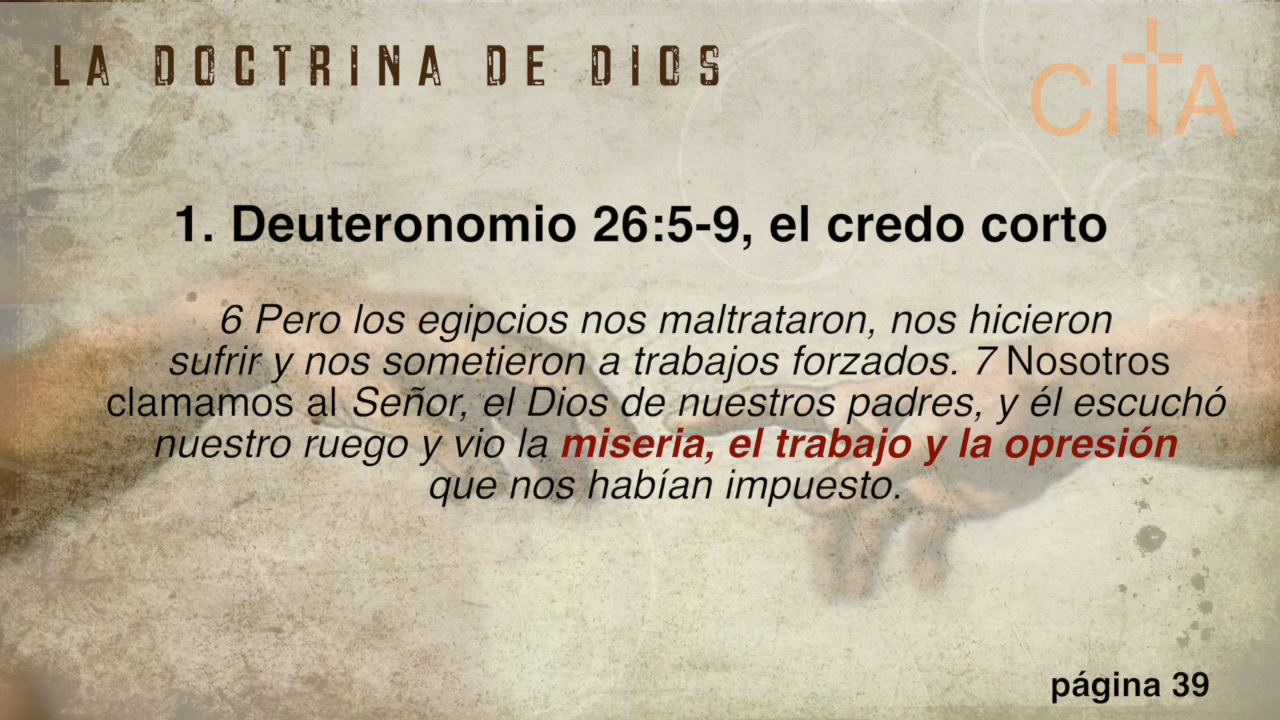 LA DOCTRINA DE DIOS
CITA
1. Deuteronomio 26:5-9, el credo corto
6 Pero los egipcios nos maltrataron, nos hicieron
sufrir y nos sometieron a trabajos forzados. 7 Nosotros
clamamos al Señor, el Dios de nuestros padres, y él escuchó
nuestro ruego y vio la miseria, el trabajo y la opresión
que nos habían impuesto.
página 39